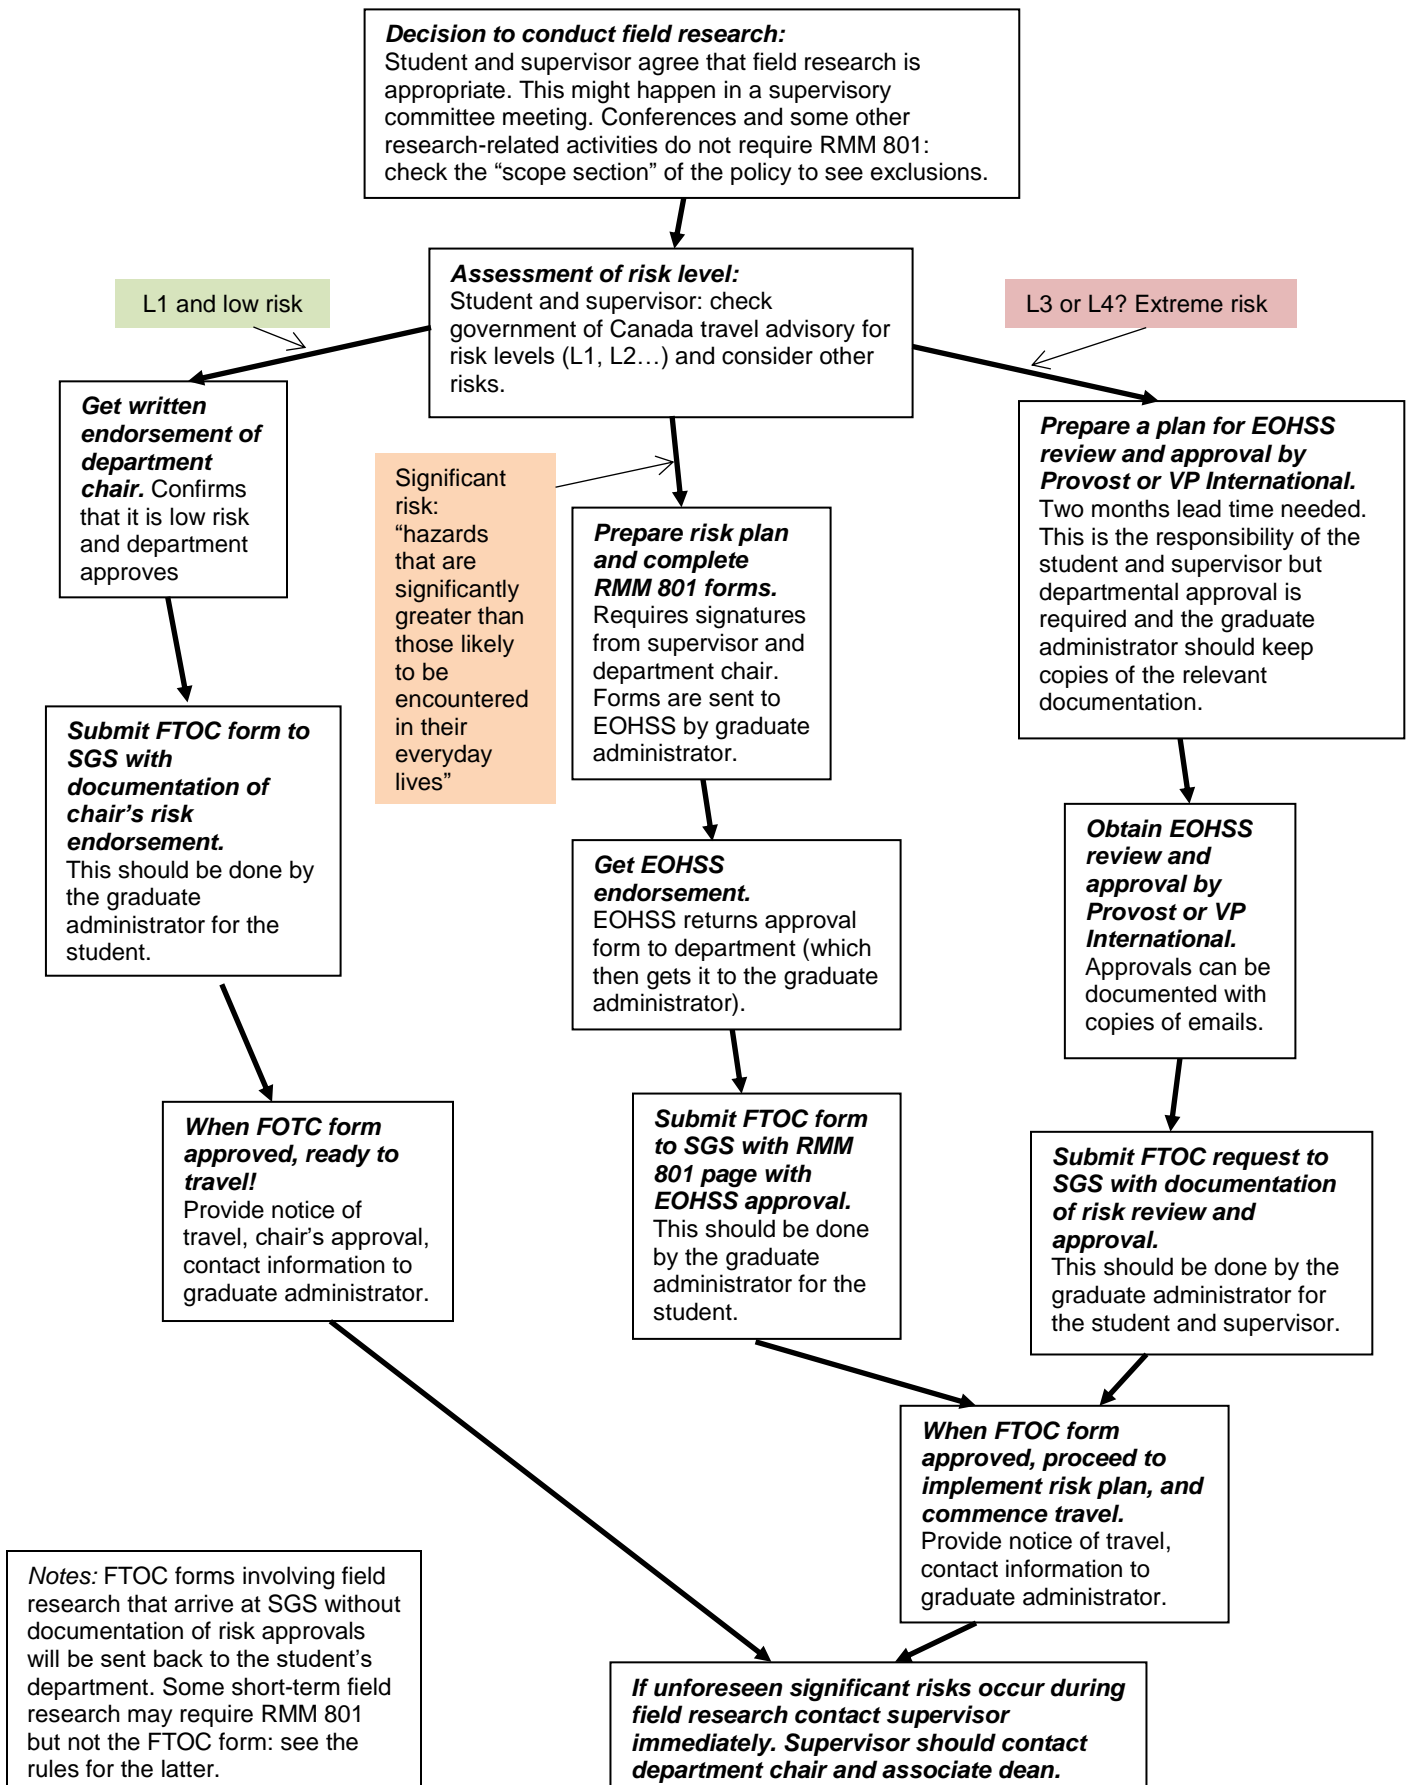 Decision to conduct field research:
Student and supervisor agree that field research is
appropriate. This might happen in a supervisory
committee meeting. Conferences and some other
research-related activities do not require RMM 801:
check the “scope section” of the policy to see exclusions.
Assessment of risk level:
Student and supervisor: check
government of Canada travel advisory for
risk levels (L1, L2…) and consider other
risks.
L1 and low risk
L3 or L4? Extreme risk
Get written
endorsement of
department
chair. Confirms
that it is low risk
and department
approves
Significant
risk:
“hazards
that are
significantly
greater than
those likely
to be
encountered
in their
everyday
lives”
Prepare risk plan
and complete
RMM 801 forms.
Requires signatures
from supervisor and
department chair.
Forms are sent to
EOHSS by graduate
administrator.
Prepare a plan for EOHSS
review and approval by
Provost or VP International.
Two months lead time needed.
This is the responsibility of the
student and supervisor but
departmental approval is
required and the graduate
administrator should keep
copies of the relevant
documentation.
Submit FTOC form to
SGS with
documentation of
chair’s risk
endorsement.
This should be done by
the graduate
administrator for the
student.
Get EOHSS
endorsement.
EOHSS returns approval
form to department (which
then gets it to the graduate
administrator).
Obtain EOHSS
review and
approval by
Provost or VP
International.
Approvals can be
documented with
copies of emails.
When FOTC form
approved, ready to
travel!
Provide notice of
travel, chair’s approval,
contact information to
graduate administrator.
Submit FTOC form
to SGS with RMM
801 page with
EOHSS approval.
This should be done
by the graduate
administrator for the
student.
Submit FTOC request to
SGS with documentation
of risk review and
approval.
This should be done by the
graduate administrator for
the student and supervisor.
When FTOC form
approved, proceed to
implement risk plan, and
commence travel.
Provide notice of travel,
contact information to
graduate administrator.
Notes: FTOC forms involving field
research that arrive at SGS without
documentation of risk approvals
will be sent back to the student’s
department. Some short-term field
research may require RMM 801
but not the FTOC form: see the
rules for the latter.
If unforeseen significant risks occur during
field research contact supervisor
immediately. Supervisor should contact
department chair and associate dean.